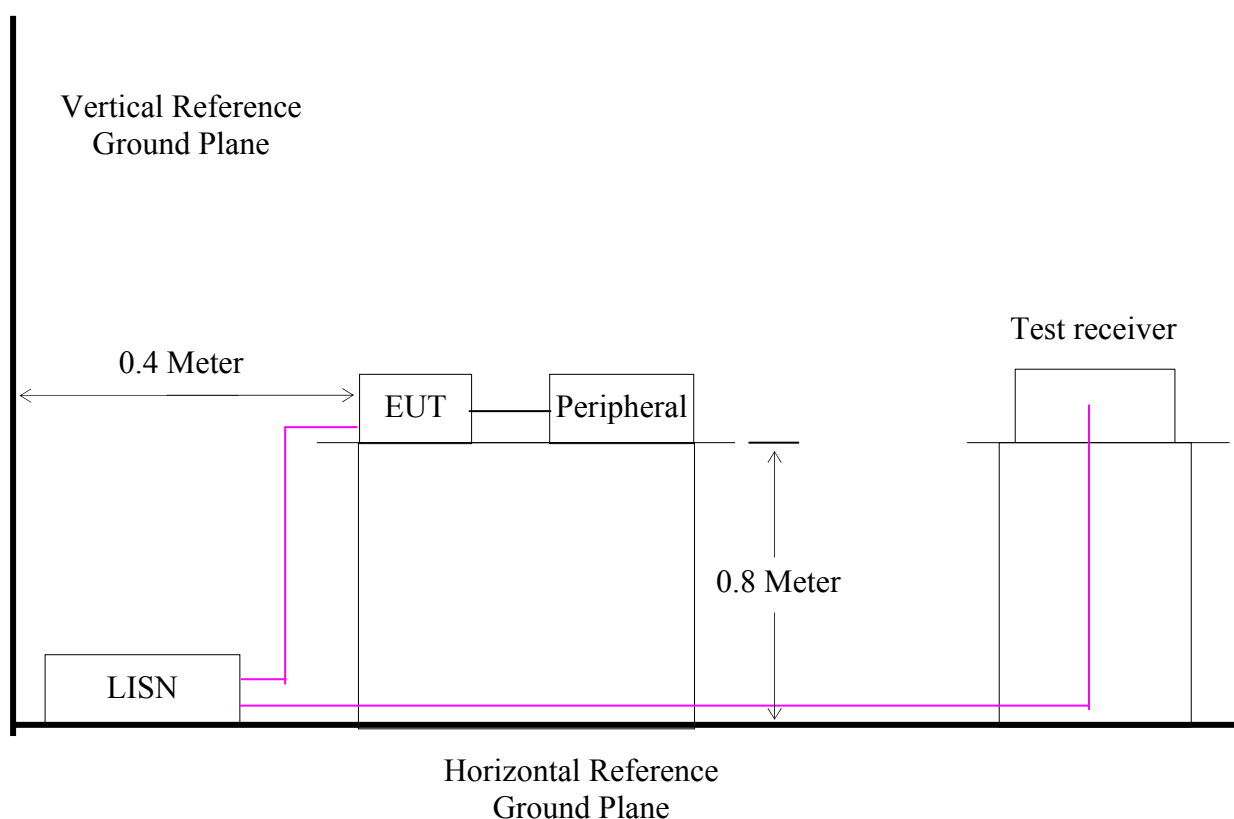 Vertical Reference
Ground Plane
Test receiver
0.4 Meter
EUT
Peripheral
0.8 Meter
LISN
Horizontal Reference
Ground Plane